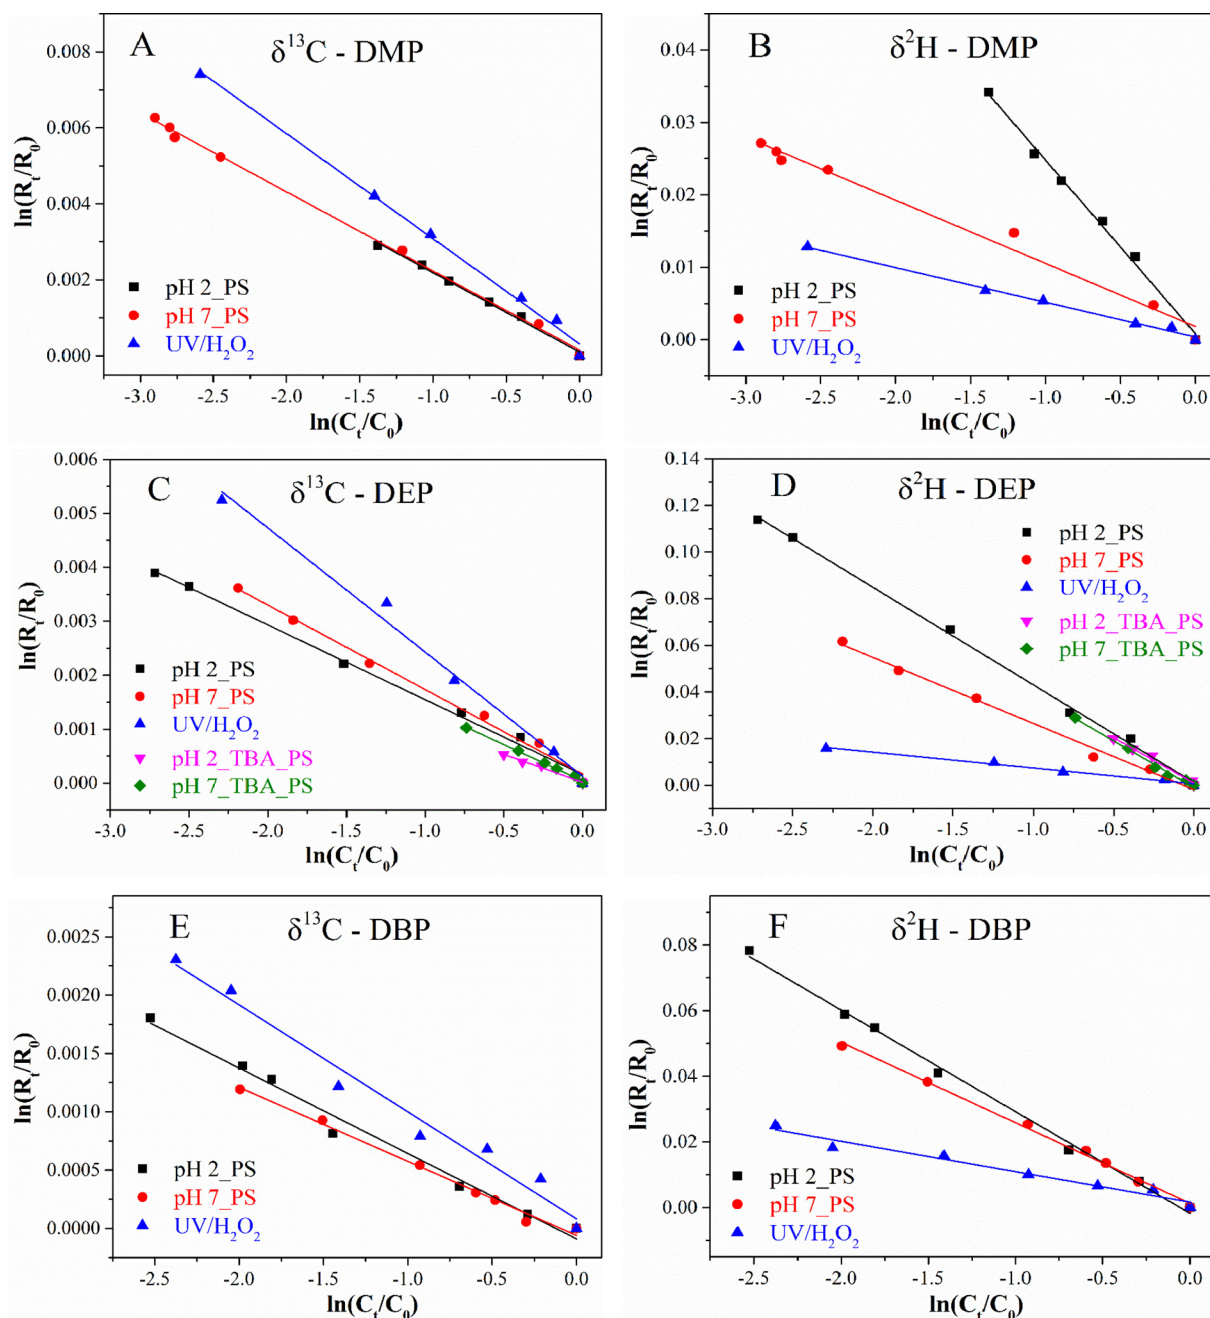 A
δ¹³C - DMP
ln(Rₜ/R₀)
0.008
0.006
0.004
0.002
0.000
pH 2_PS
pH 7_PS
UV/H₂O₂
-3.0 -2.5 -2.0 -1.5 -1.0 -0.5 0.0
ln(Cₜ/C₀)
B
δ²H - DMP
ln(Rₜ/R₀)
0.04
0.03
0.02
0.01
0.00
pH 2_PS
pH 7_PS
UV/H₂O₂
-3.0 -2.5 -2.0 -1.5 -1.0 -0.5 0.0
ln(Cₜ/C₀)
C
δ¹³C - DEP
ln(Rₜ/R₀)
0.006
0.005
0.004
0.003
0.002
0.001
0.000
pH 2_PS
pH 7_PS
UV/H₂O₂
pH 2_TBA_PS
pH 7_TBA_PS
-3.0 -2.5 -2.0 -1.5 -1.0 -0.5 0.0
ln(Cₜ/C₀)
D
δ²H - DEP
ln(Rₜ/R₀)
0.14
0.12
0.10
0.08
0.06
0.04
0.02
0.00
pH 2_PS
pH 7_PS
UV/H₂O₂
pH 2_TBA_PS
pH 7_TBA_PS
-3.0 -2.5 -2.0 -1.5 -1.0 -0.5 0.0
ln(Cₜ/C₀)
E
δ¹³C - DBP
ln(Rₜ/R₀)
0.0025
0.0020
0.0015
0.0010
0.0005
0.0000
pH 2_PS
pH 7_PS
UV/H₂O₂
-2.5 -2.0 -1.5 -1.0 -0.5 0.0
ln(Cₜ/C₀)
F
δ²H - DBP
ln(Rₜ/R₀)
0.08
0.06
0.04
0.02
0.00
pH 2_PS
pH 7_PS
UV/H₂O₂
-2.5 -2.0 -1.5 -1.0 -0.5 0.0
ln(Cₜ/C₀)